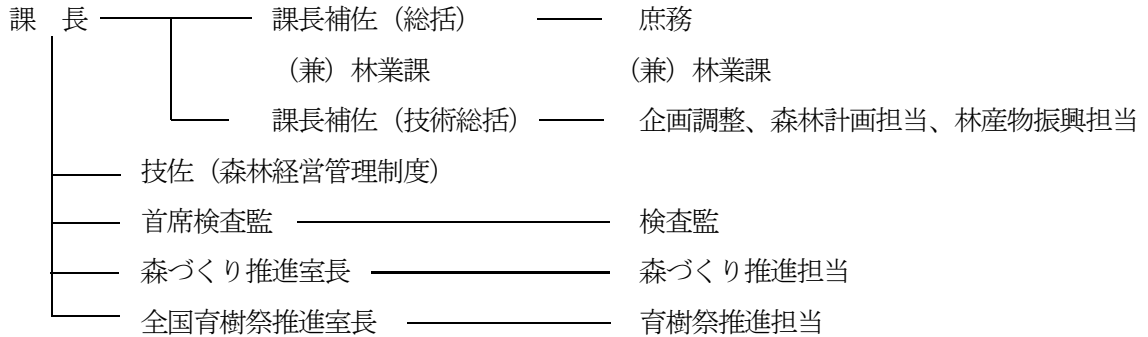 課　長　課長補佐（総括）　庶務
（兼）林業課　（兼）林業課
課長補佐（技術総括）　企画調整、森林計画担当、林産物振興担当
技佐（森林経営管理制度）
首席検査監　検査監
森づくり推進室長　森づくり推進担当
全国育樹祭推進室長　育樹祭推進担当